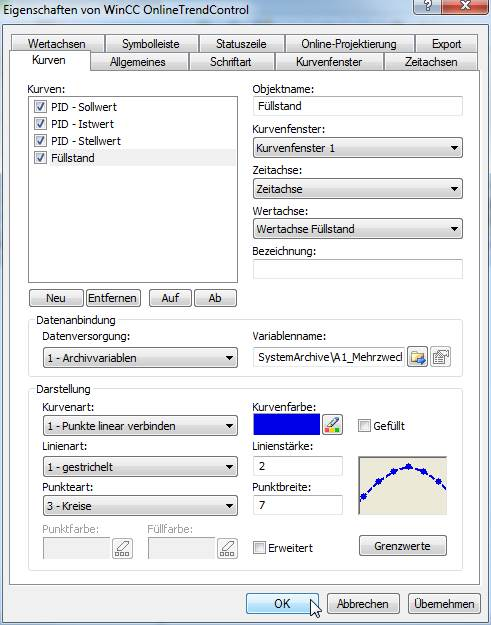 Eigenschaften von WinCC OnlineTrendControl
Wertachsen Symbolleiste Statuszeile Online-Projektierung Export
Kurven Allgemeines Schriftart Kurvenfenster Zeitachsen
Kurven:
PID - Sollwert
PID - Istwert
PID - Stellwert
Füllstand
Neu Entfernen Auf Ab
Objektname:
Füllstand
Kurvenfenster:
Kurvenfenster 1
Zeitachse:
Zeitachse
Wertachse:
Wertachse Füllstand
Bezeichnung:
Datenanbindung
Datenversorgung:
1 - Archivvariablen
Variablenname:
SystemArchive\A1_Mehrzwec
Darstellung
Kurvenart:
1 - Punkte linear verbinden
Kurvenfarbe:
Gefüllt
Linienart:
1 - gestrichelt
Linienstärke:
2
Punkteart:
3 - Kreise
Punktbreite:
7
Punktfarbe:
Füllfarbe:
Erweitert
Grenzwerte
OK Abbrechen Übernehmen